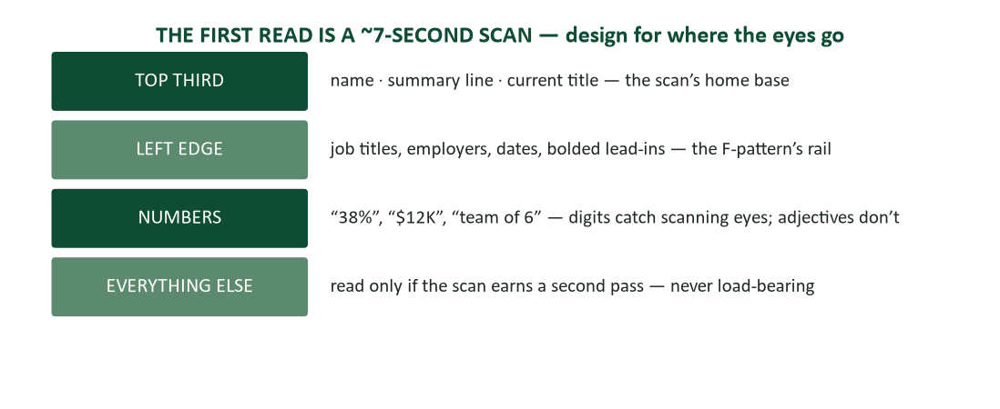 THE FIRST READ IS A ~7-SECOND SCAN — design for where the eyes go
TOP THIRD
name · summary line · current title — the scan’s home base
LEFT EDGE
job titles, employers, dates, bolded lead-ins — the F-pattern’s rail
NUMBERS
“38%”, “$12K”, “team of 6” — digits catch scanning eyes; adjectives don’t
EVERYTHING ELSE
read only if the scan earns a second pass — never load-bearing